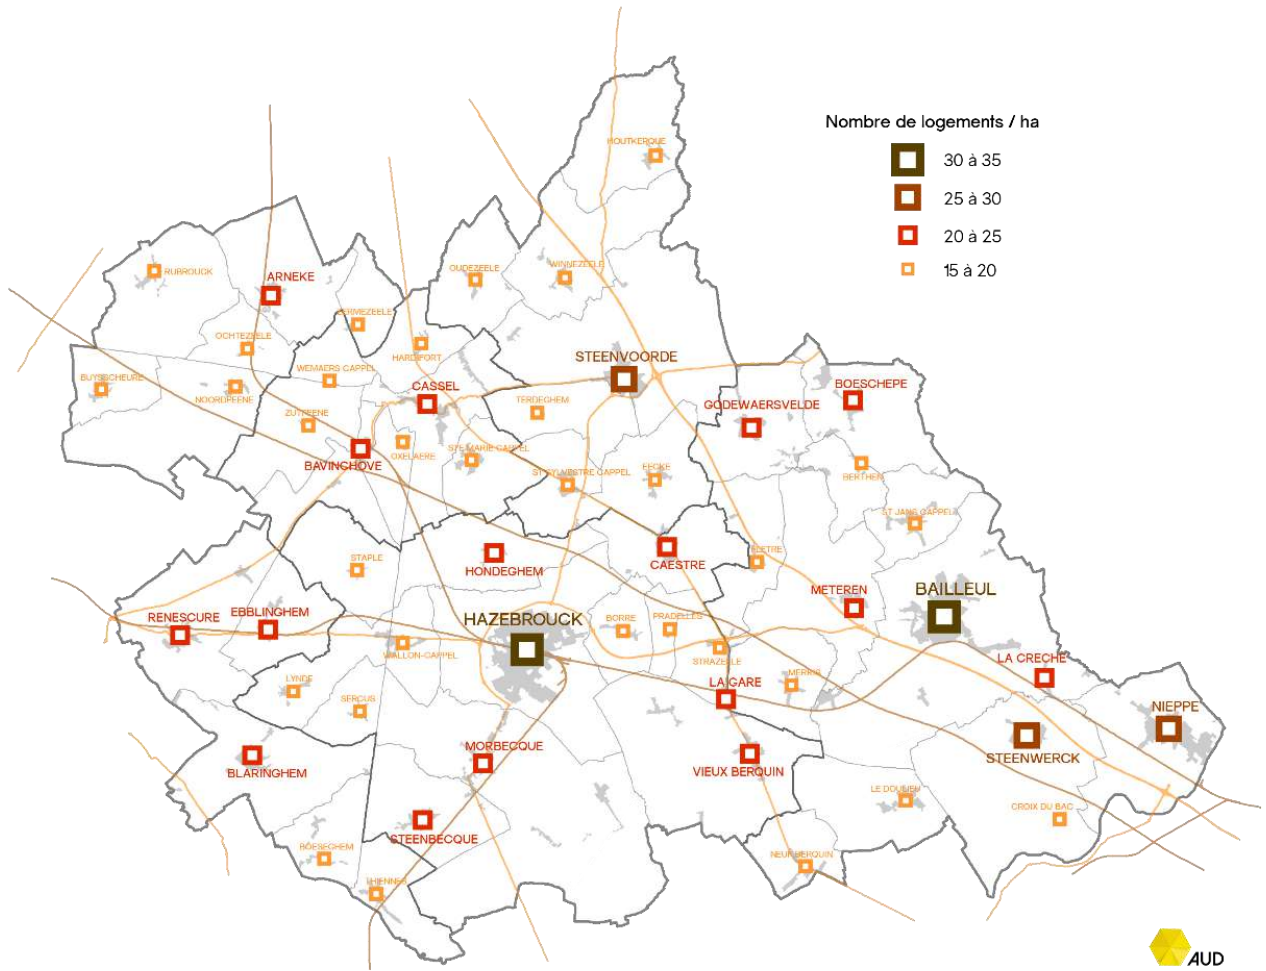 Nombre de logements / ha
30 à 35
25 à 30
20 à 25
15 à 20
HOUTKERQUE
RUBROUCK
ARNEKE
OUDEZEELE
WINNEZEELE
ZERMEZEELE
OCHTEZEELE
HARDIFORT
STEENVOORDE
BUYSSCHEURE
NOORDPEENE
WEMAERS CAPPEL
CASSEL
TERDEGHEM
GODEWAERSVELDE
BOESCHEPE
ZUYTPEENE
BAVINCHOVE
OXELAERE
STE MARIE CAPPEL
ST SYLVESTRE CAPPEL
EECKE
BERTHEN
ST JANS CAPPEL
STAPLE
HONDEGHEM
CAESTRE
FLETRE
METEREN
BAILLEUL
RENESCURE
EBBLINGHEM
HAZEBROUCK
BORRE
PRADELLES
STRAZEELE
WALLON-CAPPEL
LA CRECHE
LYNDE
SERCUS
LA GARE
MERRIS
NIEPPE
STEENWERCK
MORBECQUE
VIEUX BERQUIN
BLARINGHEM
LE DOULIEU
CROIX DU BAC
STEENBECQUE
BOESEGHEM
NEUF BERQUIN
THIENNES
AUD